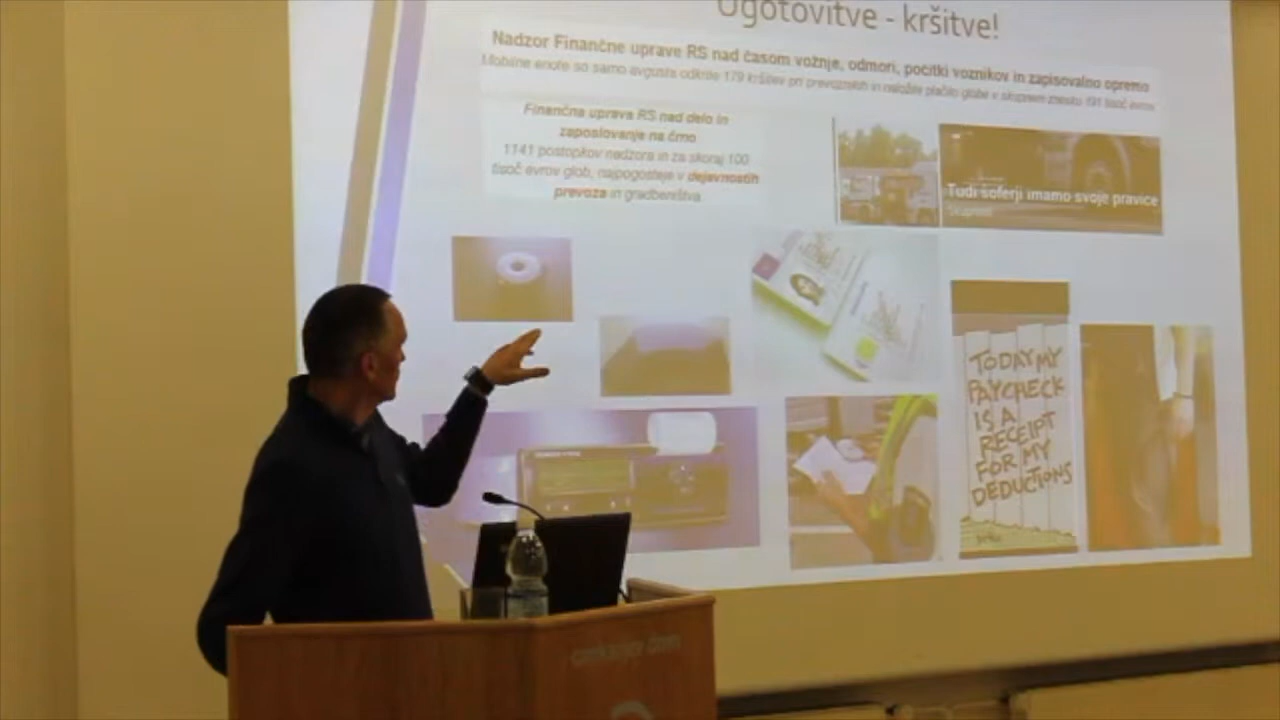 Ugotovitve - kršitve!
Nadzor Finančne uprave RS nad časom vožnje, odmori, počitki voznikov in zapisovalno opremo
Mobilne enote so samo avgusta odkrile 179 kršitev pri prevoznikih in naložile plačilo globe v skupnem znesku 191 tisoč evrov
Finančna uprava RS nad delo in
zaposlovanje na črno
1141 postopkov nadzora in za skoraj 100
tisoč evrov glob, najpogosteje v dejavnostih
prevoza in gradbeništva
Tudi šoferji imamo svoje pravice
TODAY MY
PAYCHECK
IS A
RECEIPT
FOR MY
DEDUCTIONS